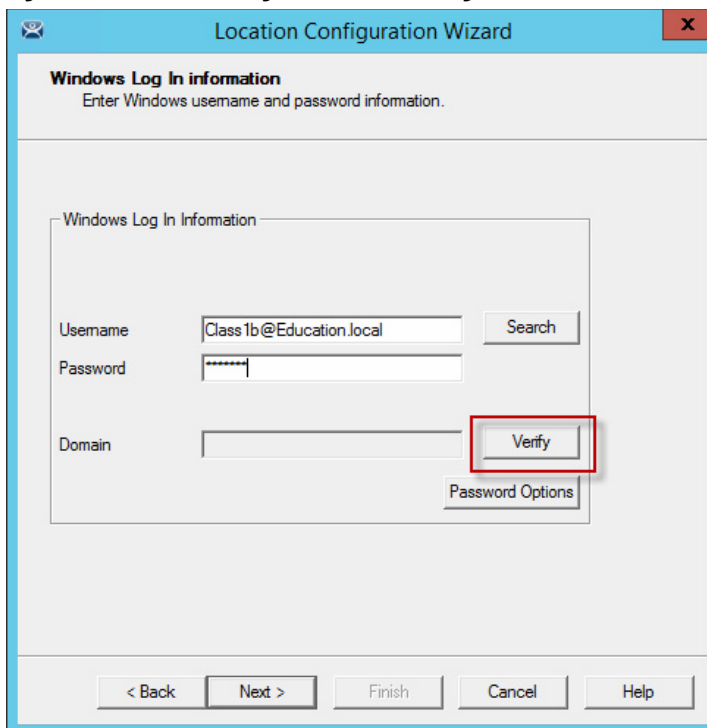 Location Configuration Wizard
x
Windows Log In information
Enter Windows username and password information.
Windows Log In Information
Username Class1b@Education.local Search
Password *******
Domain Verify
Password Options
< Back Next > Finish Cancel Help